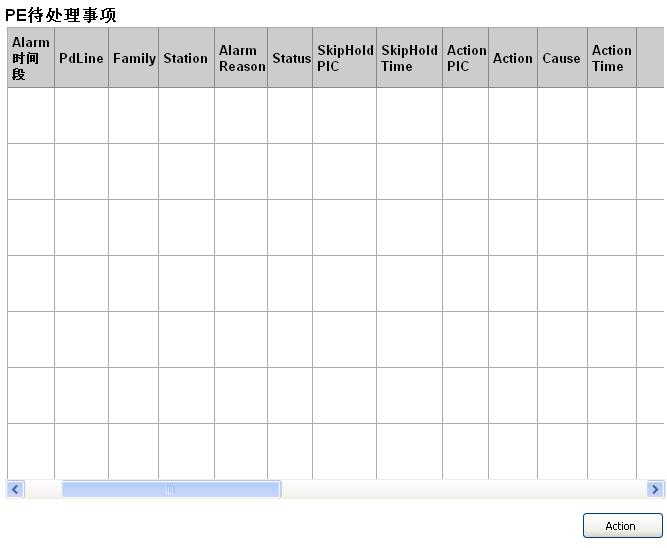 PE待处理事项
Alarm
时间
段
PdLine
Family
Station
Alarm
Reason
Status
SkipHold
PIC
SkipHold
Time
Action
PIC
Action
Cause
Action
Time
Action